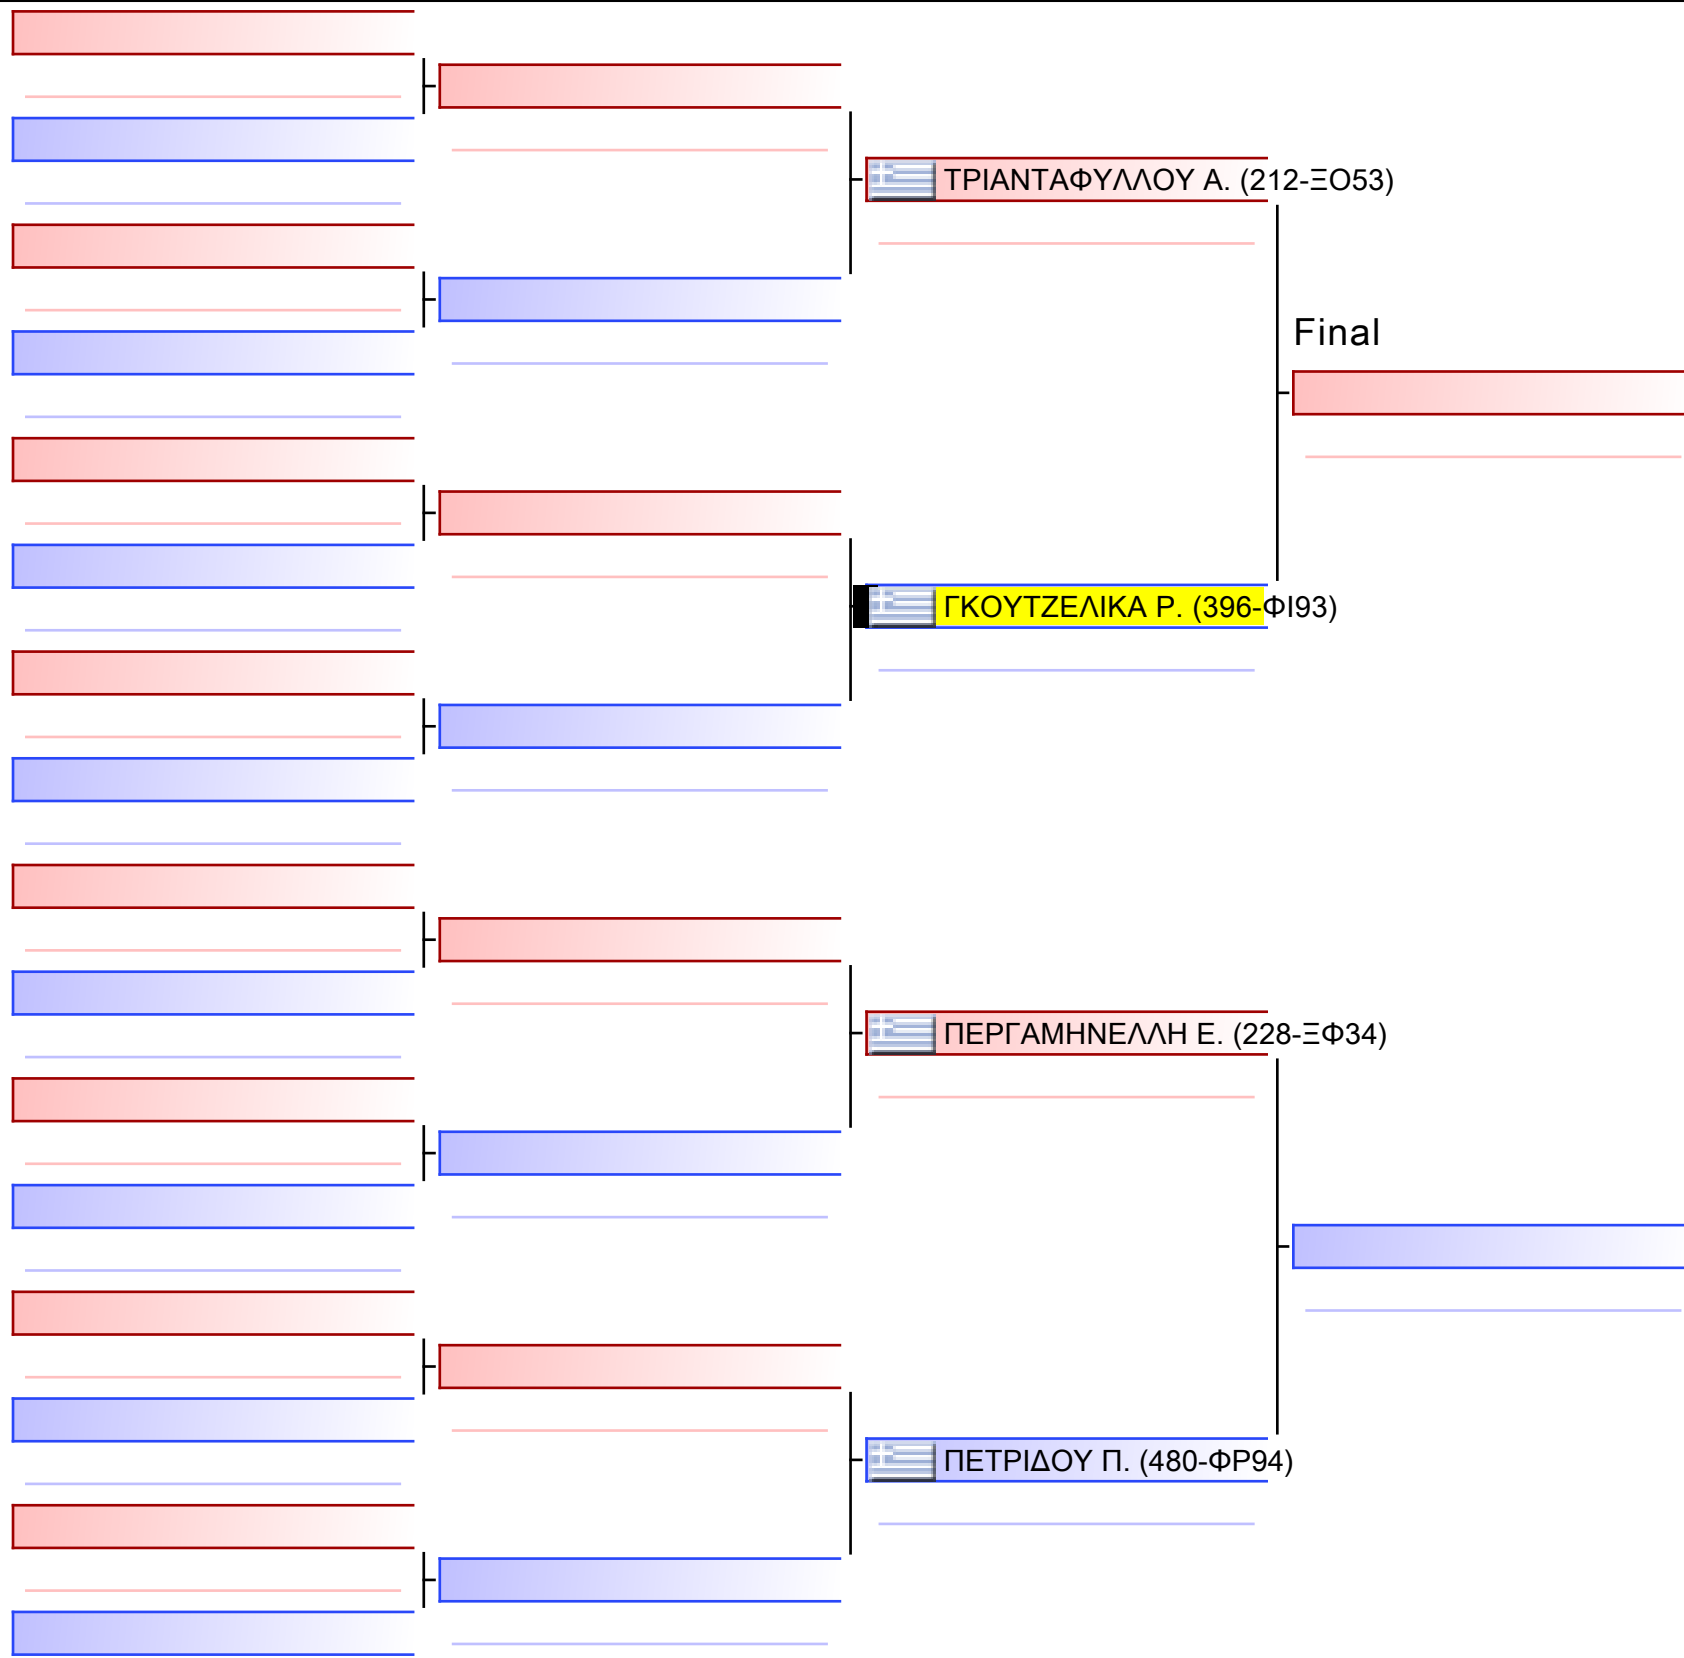 ΤΡΙΑΝΤΑΦΥΛΛΟΥ Α. (212-ΞΟ53)
Final
ΓΚΟΥΤΖΕΛΙΚΑ Ρ. (396-ΦΙ93)
ΠΕΡΓΑΜΗΝΕΛΛΗ Ε. (228-ΞΦ34)
ΠΕΤΡΙΔΟΥ Π. (480-ΦΡ94)